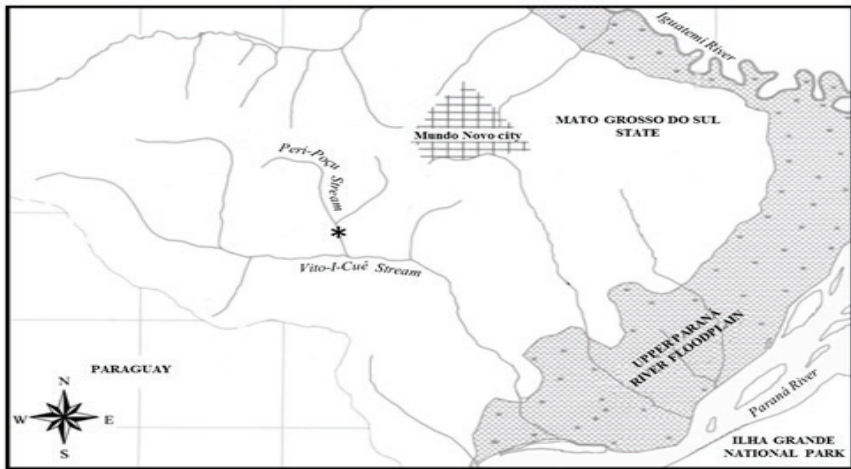 Iguatemi River
MATO GROSSO DO SUL
STATE
Mundo Novo city
Peri-Poçu
Stream
*
Vito-I-Cuê Stream
UPPER PARANÁ
RIVER FLOODPLAIN
PARAGUAY
Paraná River
N
W
E
S
ILHA GRANDE
NATIONAL PARK